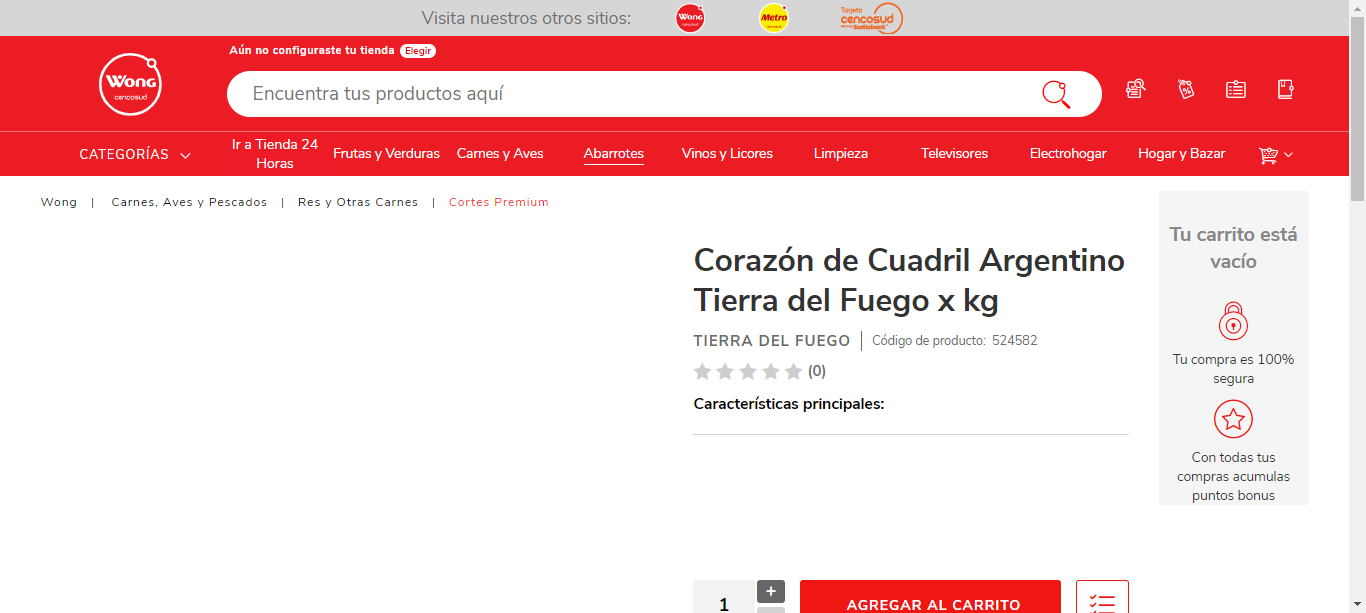 Visita nuestros otros sitios:
Wong
cencosud
Metro
cencosud
Tarjeta
cencosud
Scotiabank
Aún no configuraste tu tienda Elegir
Wong
cencosud
Encuentra tus productos aquí
CATEGORÍAS
Ir a Tienda 24
Horas
Frutas y Verduras
Carnes y Aves
Abarrotes
Vinos y Licores
Limpieza
Televisores
Electrohogar
Hogar y Bazar
Wong | Carnes, Aves y Pescados | Res y Otras Carnes | Cortes Premium
Corazón de Cuadril Argentino
Tierra del Fuego x kg
TIERRA DEL FUEGO | Código de producto: 524582
(0)
Características principales:
1
+
AGREGAR AL CARRITO
Tu carrito está
vacío
Tu compra es 100%
segura
Con todas tus
compras acumulas
puntos bonus